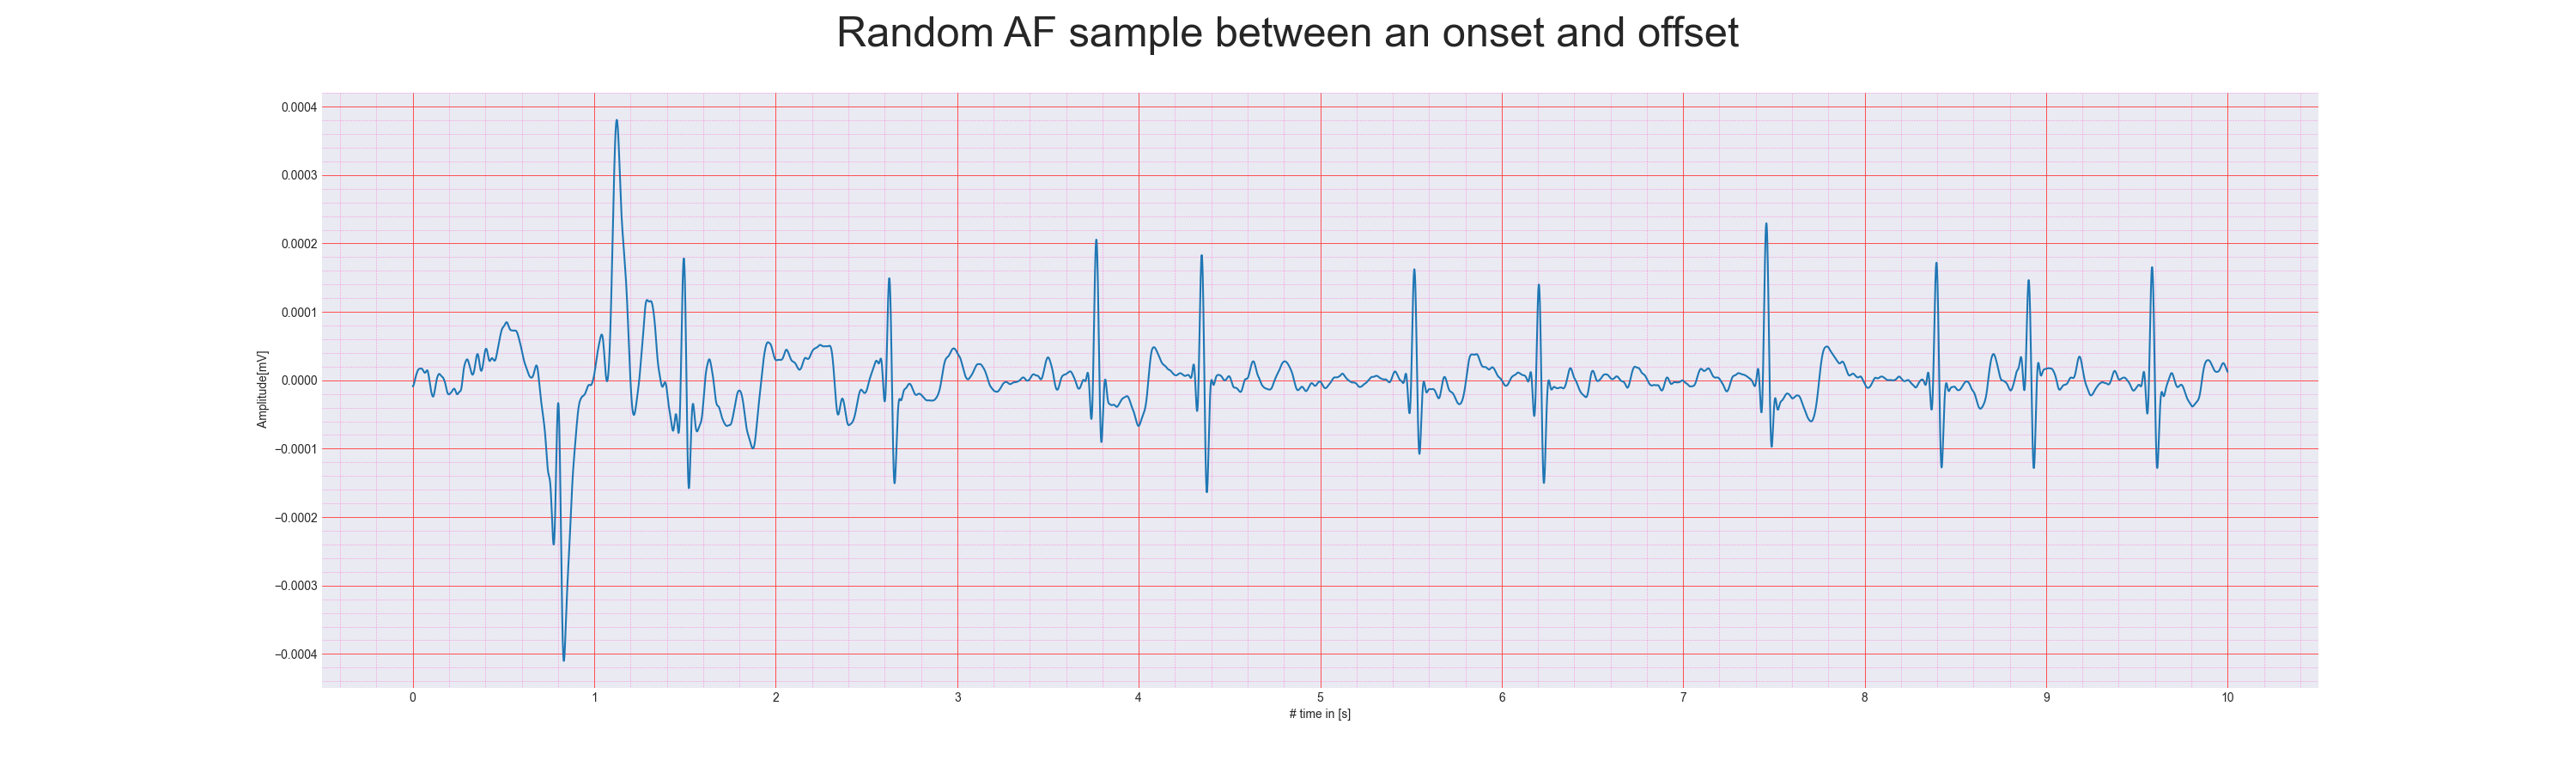 Random AF sample between an onset and offset
0.0004
0.0003
0.0002
0.0001
0.0000
−0.0001
−0.0002
−0.0003
−0.0004
Amplitude[mV]
0 1 2 3 4 5 6 7 8 9 10
# time in [s]